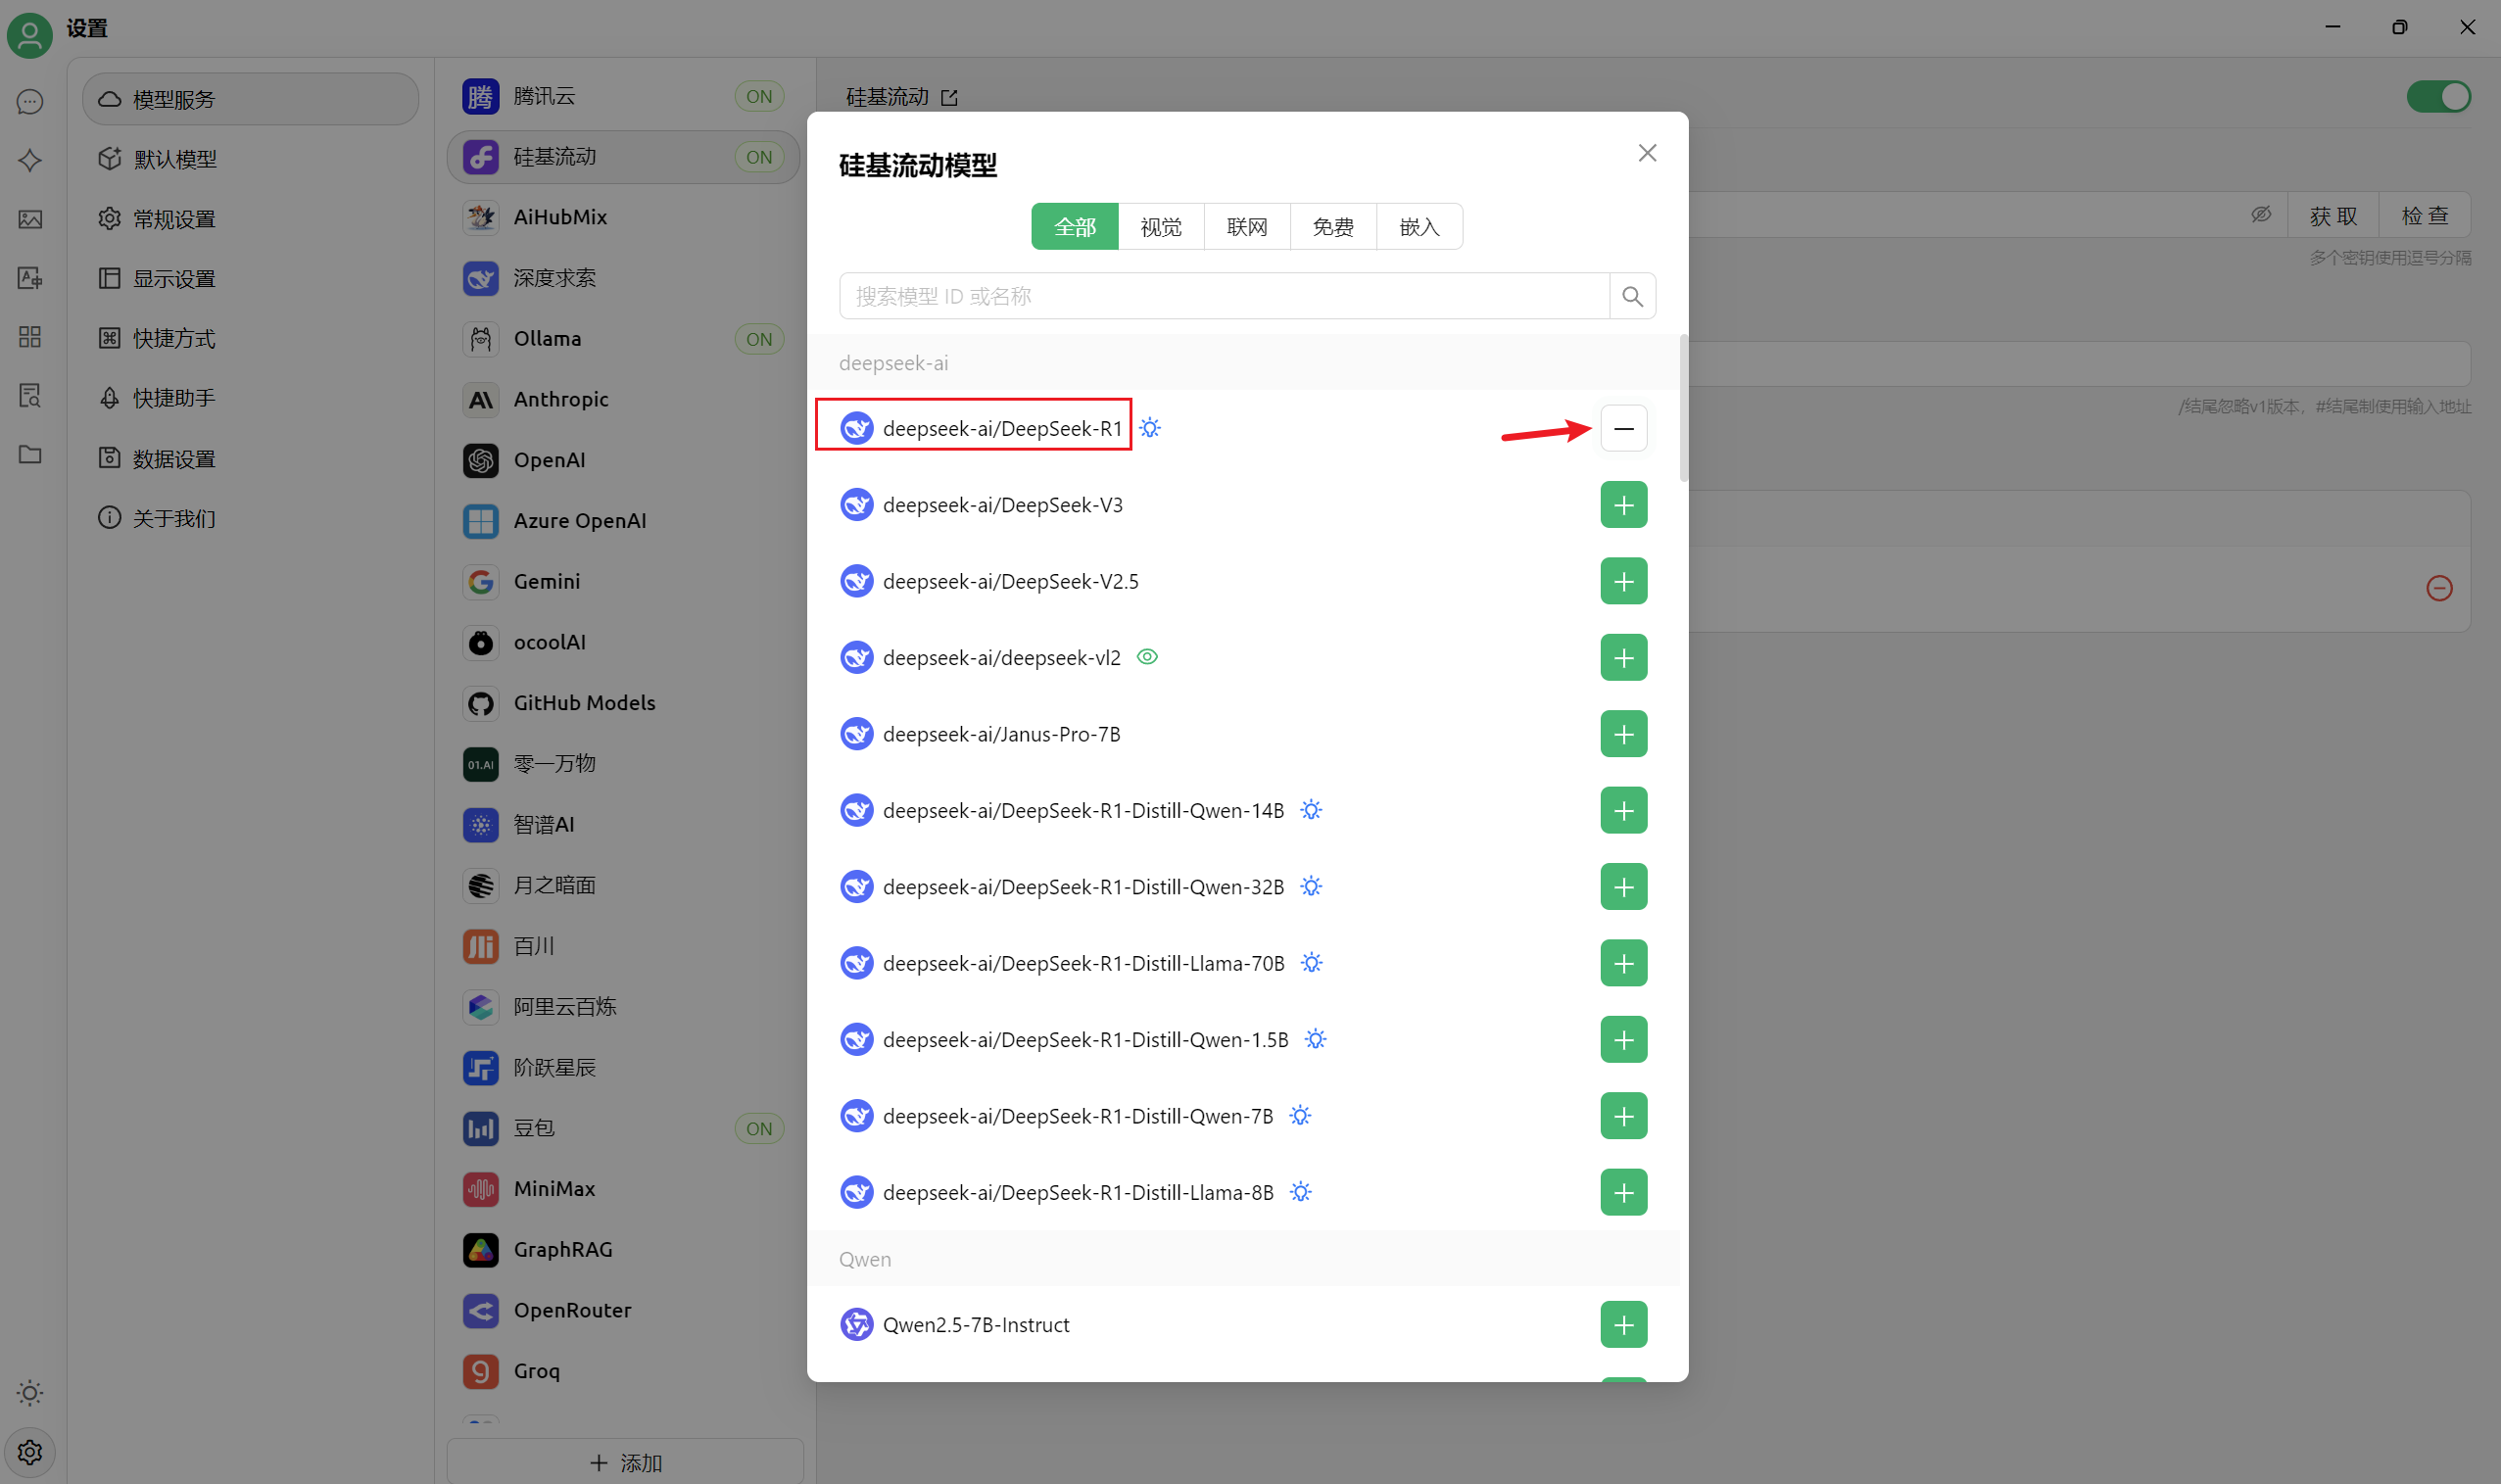 设置
模型服务
默认模型
常规设置
显示设置
快捷方式
快捷助手
数据设置
关于我们
腾
腾讯云
ON
硅基流动
ON
AiHubMix
深度求索
Ollama
ON
Anthropic
OpenAI
Azure OpenAI
Gemini
ocoolAI
GitHub Models
01.AI
零一万物
智谱AI
月之暗面
百川
阿里云百炼
阶跃星辰
豆包
ON
MiniMax
GraphRAG
OpenRouter
Groq
添加
硅基流动
获取
检查
多个密钥使用逗号分隔
/结尾忽略v1版本，#结尾制使用输入地址
硅基流动模型
全部
视觉
联网
免费
嵌入
搜索模型 ID 或名称
deepseek-ai
deepseek-ai/DeepSeek-R1
deepseek-ai/DeepSeek-V3
deepseek-ai/DeepSeek-V2.5
deepseek-ai/deepseek-vl2
deepseek-ai/Janus-Pro-7B
deepseek-ai/DeepSeek-R1-Distill-Qwen-14B
deepseek-ai/DeepSeek-R1-Distill-Qwen-32B
deepseek-ai/DeepSeek-R1-Distill-Llama-70B
deepseek-ai/DeepSeek-R1-Distill-Qwen-1.5B
deepseek-ai/DeepSeek-R1-Distill-Qwen-7B
deepseek-ai/DeepSeek-R1-Distill-Llama-8B
Qwen
Qwen2.5-7B-Instruct